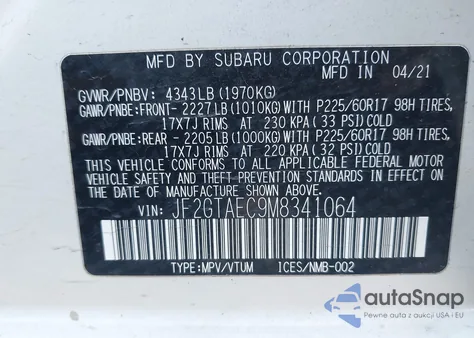 MFD BY SUBARU CORPORATION
MFD. IN JAPAN 04/21
GVWR/PNBV: 4343LB(1970KG)
GAWR/PNBE:FRONT- 2227LB(1010KG)WITH P225/60R17 98H TIRES,
17X7J RIMS AT 230 KPA(33 PSI)COLD
GAWR/PNBE:REAR - 2205LB(1000KG)WITH P225/60R17 98H TIRES,
17X7J RIMS AT 220 KPA(32 PSI)COLD
THIS VEHICLE CONFORMS TO ALL APPLICABLE FEDERAL MOTOR
VEHICLE SAFETY AND THEFT PREVENTION STANDARDS IN
EFFECT ON THE DATE OF MANUFACTURE SHOWN ABOVE.
VIN: JF2GTAEC9M8341064
TYPE:MPV/VTUM ICES/NMB-002
autoSnap
Pewne auta z aukcji USA i EU